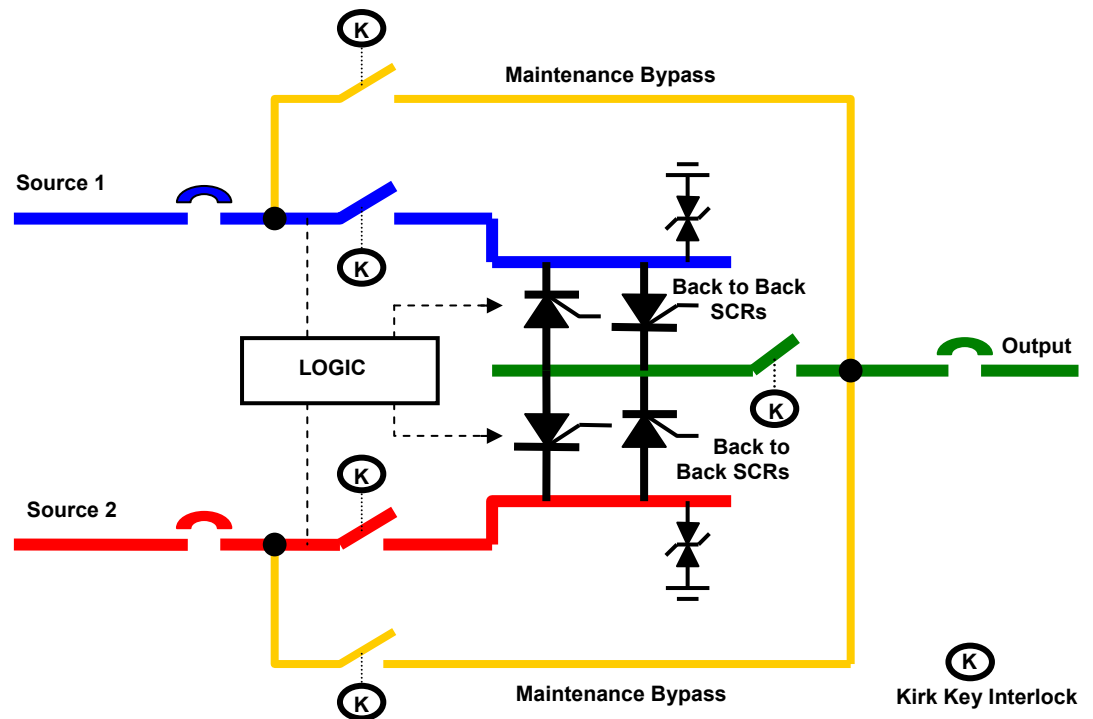 K
Maintenance Bypass
Source 1
K
Back to Back
SCRs
LOGIC
Output
K
Back to
Back SCRs
K
Source 2
K
Maintenance Bypass
K
Kirk Key Interlock